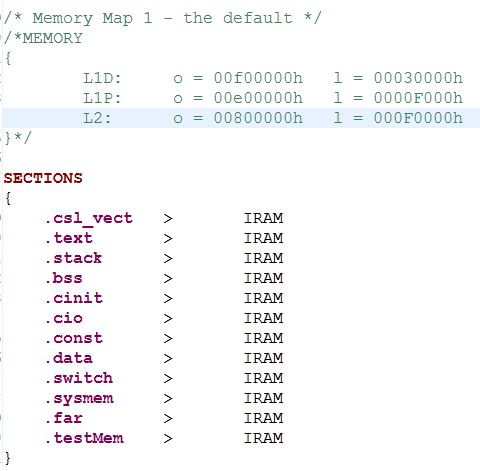 /* Memory Map 1 - the default */
/*MEMORY
{
        L1D:     o = 00f00000h   l = 00030000h
        L1P:     o = 00e00000h   l = 0000F000h
        L2:      o = 00800000h   l = 000F0000h
}*/
SECTIONS
{
    .csl_vect   >       IRAM
    .text       >       IRAM
    .stack      >       IRAM
    .bss        >       IRAM
    .cinit      >       IRAM
    .cio        >       IRAM
    .const      >       IRAM
    .data       >       IRAM
    .switch     >       IRAM
    .sysmem     >       IRAM
    .far        >       IRAM
    .testMem    >       IRAM
}